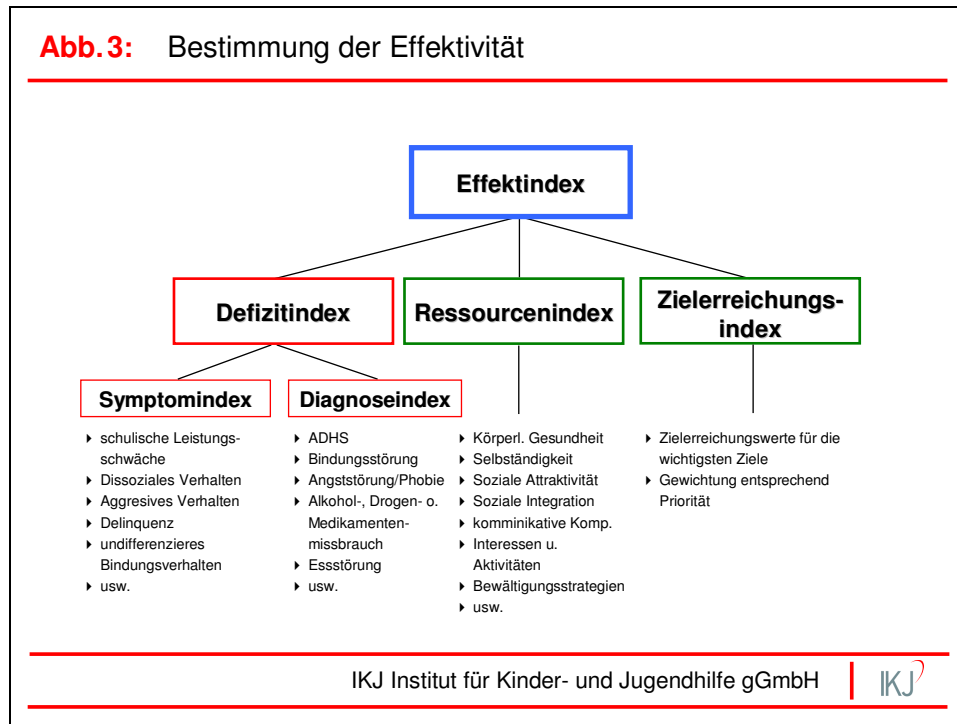 Abb. 3: Bestimmung der Effektivität
Effektindex
Defizitindex
Ressourcenindex
Zielerreichungs-
index
Symptomindex
Diagnoseindex
schulische Leistungs-
schwäche
Dissoziales Verhalten
Aggresives Verhalten
Delinquenz
undifferenzieres
Bindungsverhalten
usw.
ADHS
Bindungsstörung
Angststörung/Phobie
Alkohol-, Drogen- o.
Medikamenten-
missbrauch
Essstörung
usw.
Körperl. Gesundheit
Selbständigkeit
Soziale Attraktivität
Soziale Integration
komminikative Komp.
Interessen u.
Aktivitäten
Bewältigungsstrategien
usw.
Zielerreichungswerte für die
wichtigsten Ziele
Gewichtung entsprechend
Priorität
IKJ Institut für Kinder- und Jugendhilfe gGmbH
IKJ